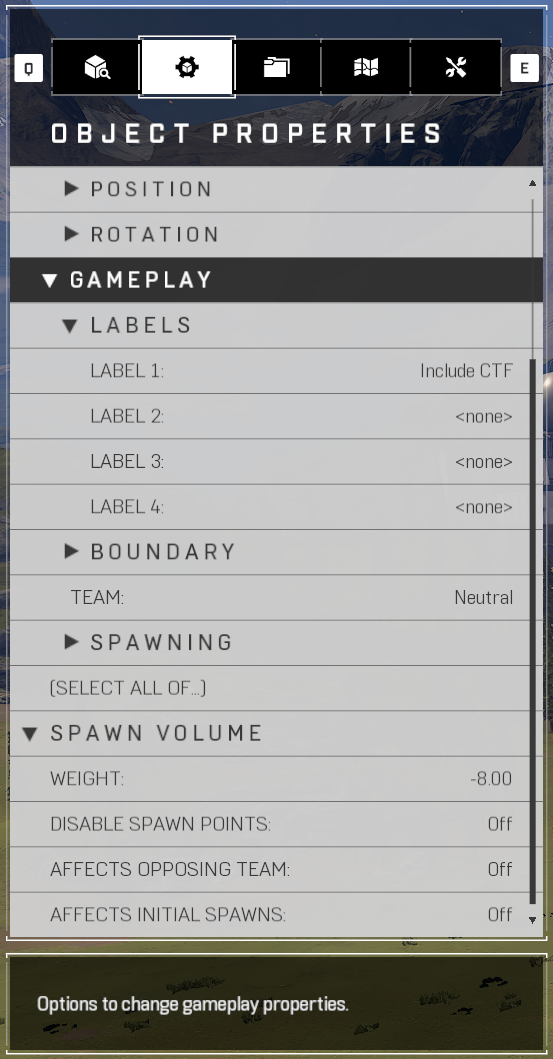 Q
E
OBJECT PROPERTIES
POSITION
ROTATION
GAMEPLAY
LABELS
LABEL 1: Include CTF
LABEL 2: <none>
LABEL 3: <none>
LABEL 4: <none>
BOUNDARY
TEAM: Neutral
SPAWNING
(SELECT ALL OF...)
SPAWN VOLUME
WEIGHT: -8.00
DISABLE SPAWN POINTS: Off
AFFECTS OPPOSING TEAM: Off
AFFECTS INITIAL SPAWNS: Off
Options to change gameplay properties.